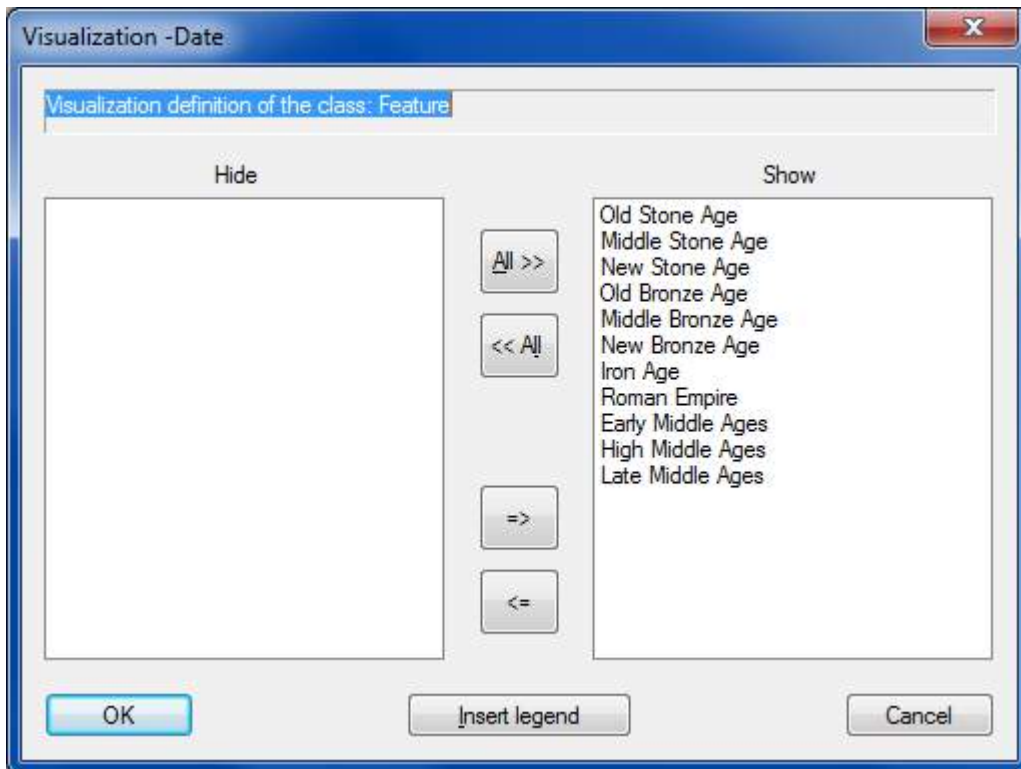 Visualization -Date
Visualization definition of the class: Feature
Hide
Show
All >>
<< All
=>
<=
Old Stone Age
Middle Stone Age
New Stone Age
Old Bronze Age
Middle Bronze Age
New Bronze Age
Iron Age
Roman Empire
Early Middle Ages
High Middle Ages
Late Middle Ages
OK
Insert legend
Cancel